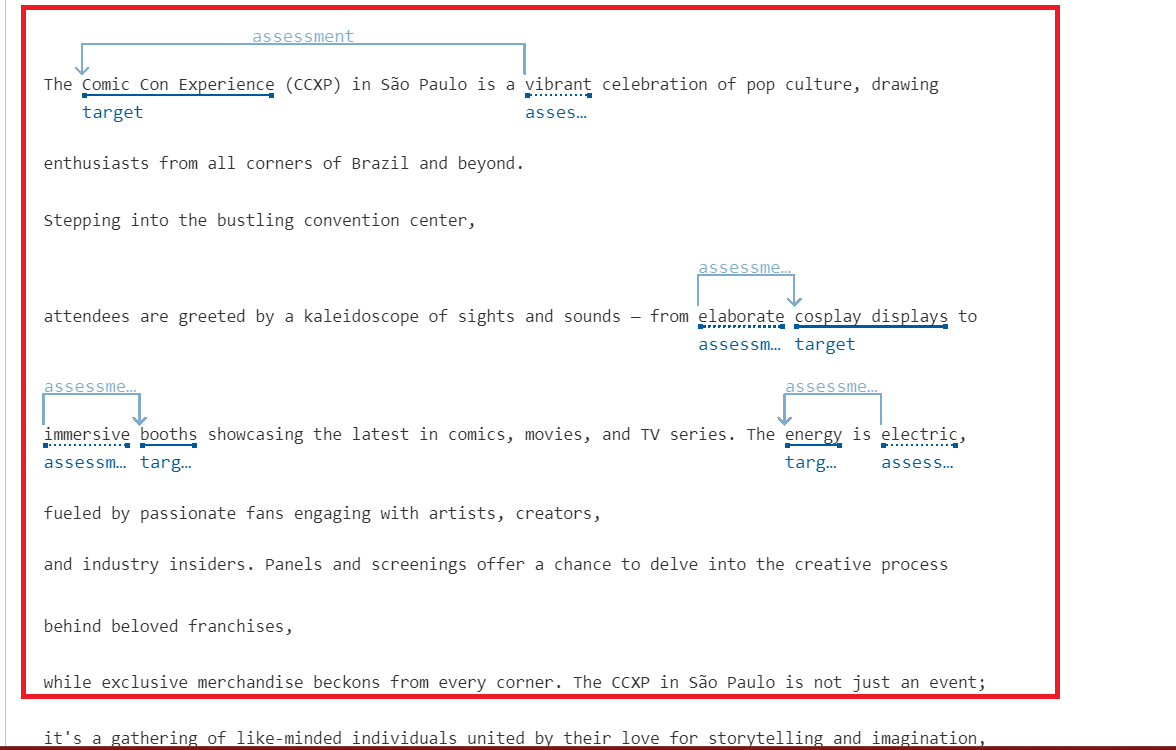 assessment
The Comic Con Experience (CCXP) in São Paulo is a vibrant celebration of pop culture, drawing
target asses…
enthusiasts from all corners of Brazil and beyond.
Stepping into the bustling convention center,
assessme…
attendees are greeted by a kaleidoscope of sights and sounds — from elaborate cosplay displays to
assessm… target
assessme… assessme…
immersive booths showcasing the latest in comics, movies, and TV series. The energy is electric,
assessm… targ… targ… assess…
fueled by passionate fans engaging with artists, creators,
and industry insiders. Panels and screenings offer a chance to delve into the creative process
behind beloved franchises,
while exclusive merchandise beckons from every corner. The CCXP in São Paulo is not just an event;
it's a gathering of like-minded individuals united by their love for storytelling and imagination,